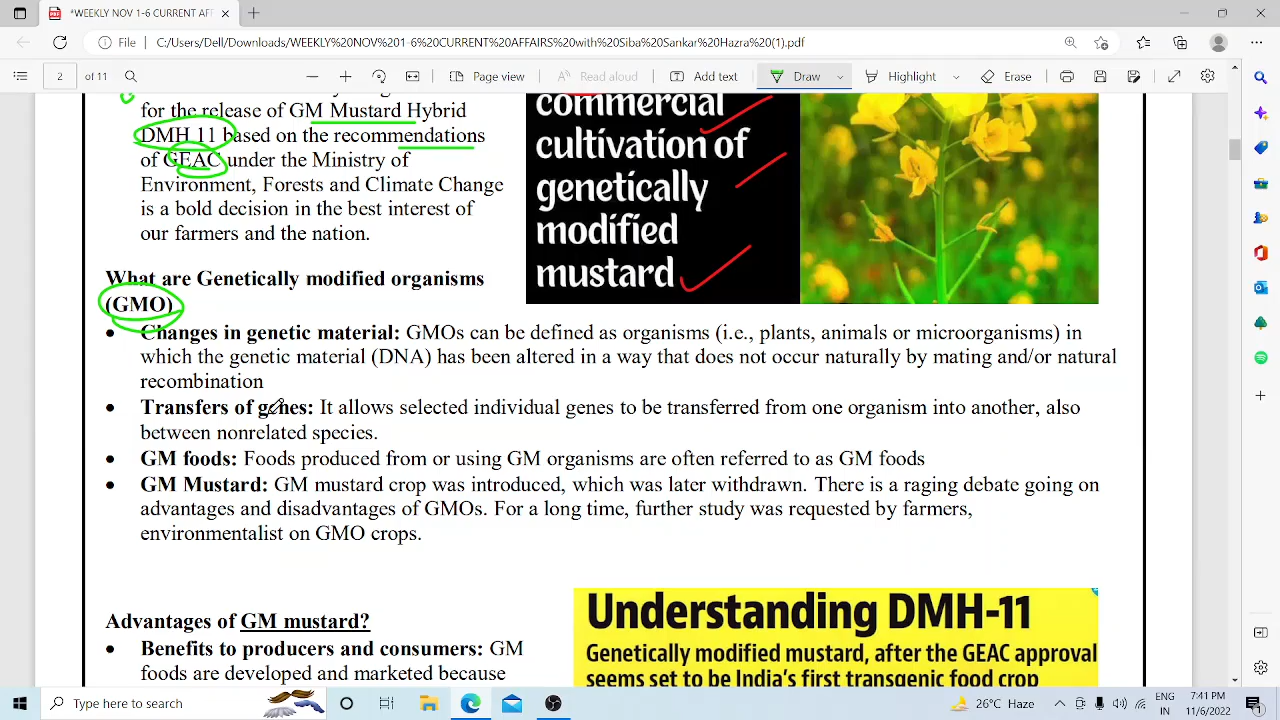 *WEEKLY NOV 1-6 CURRENT AFF
File
C:/Users/Dell/Downloads/WEEKLY%20NOV%201-6%20CURRENT%20AFFAIRS%20with%20Siba%20Sankar%20Hazra%20(1).pdf
2 of 11
Page view
Read aloud
Add text
Draw
Highlight
Erase
for the release of GM Mustard Hybrid
DMH 11 based on the recommendations
of GEAC under the Ministry of
Environment, Forests and Climate Change
is a bold decision in the best interest of
our farmers and the nation.
commercial
cultivation of
genetically
modified
mustard
What are Genetically modified organisms
(GMO)
• Changes in genetic material: GMOs can be defined as organisms (i.e., plants, animals or microorganisms) in
which the genetic material (DNA) has been altered in a way that does not occur naturally by mating and/or natural
recombination
• Transfers of genes: It allows selected individual genes to be transferred from one organism into another, also
between nonrelated species.
• GM foods: Foods produced from or using GM organisms are often referred to as GM foods
• GM Mustard: GM mustard crop was introduced, which was later withdrawn. There is a raging debate going on
advantages and disadvantages of GMOs. For a long time, further study was requested by farmers,
environmentalist on GMO crops.
Advantages of GM mustard?
• Benefits to producers and consumers: GM
foods are developed and marketed because
Understanding DMH-11
Genetically modified mustard, after the GEAC approval
seems set to be India's first transgenic food crop
Type here to search
26°C Haze
ENG
IN
7:41 PM
11/6/2022